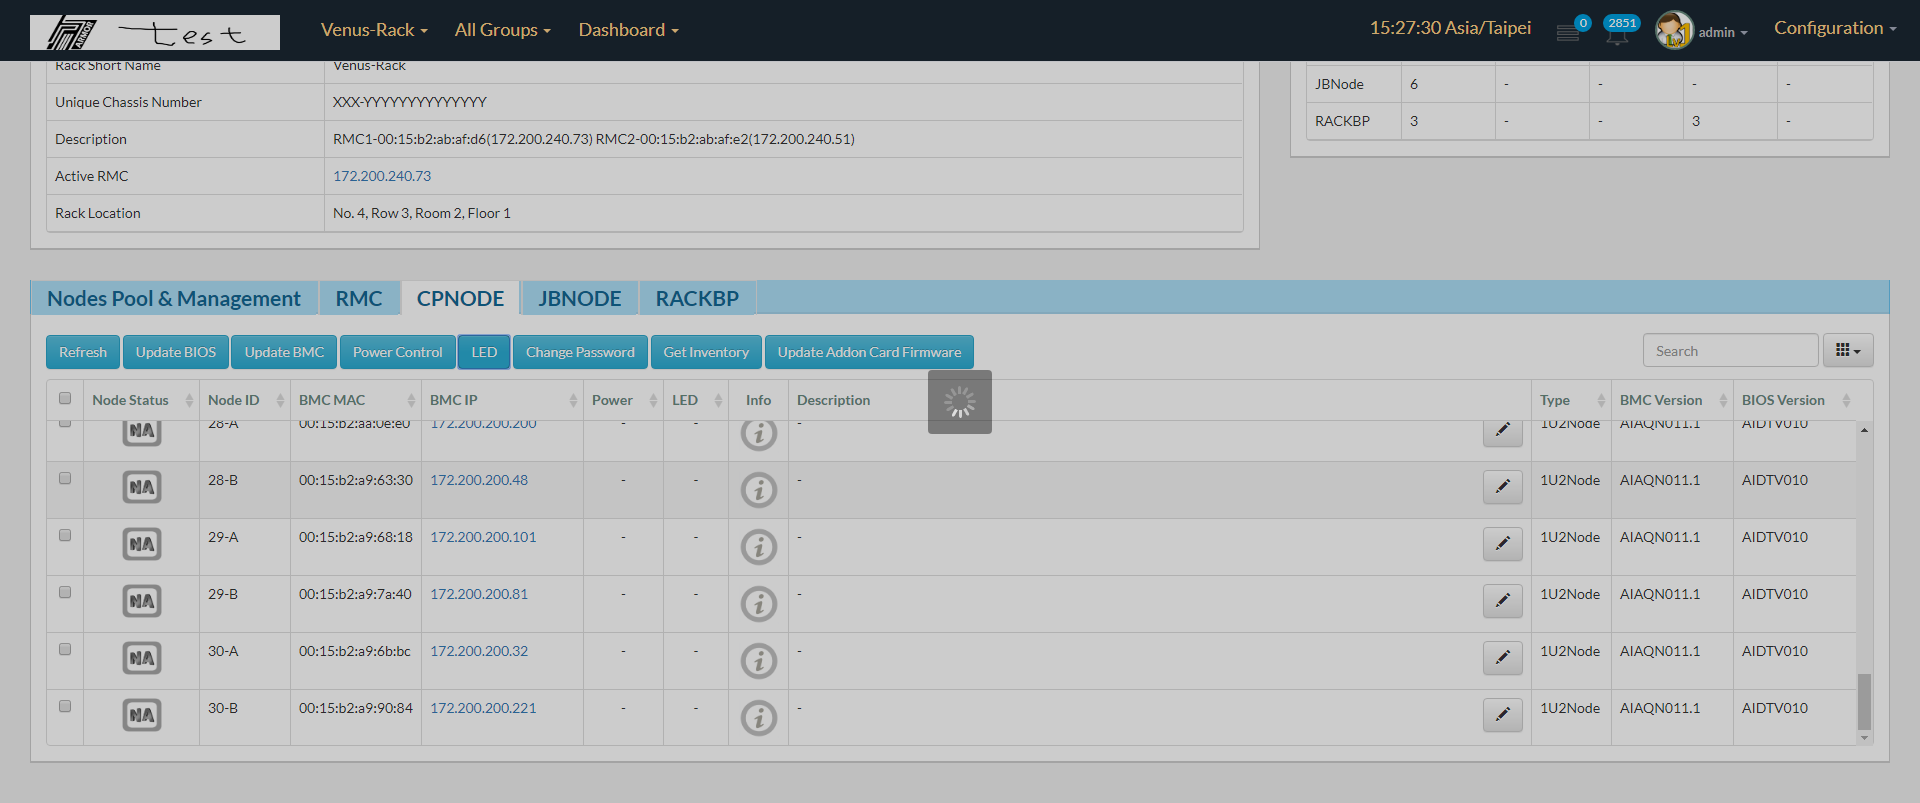 ARMOR test Venus-Rack All Groups Dashboard 15:27:30 Asia/Taipei 0 2851 admin Configuration
Rack Short Name Venus-Rack
Unique Chassis Number XXX-YYYYYYYYYYYYYY
Description RMC1-00:15:b2:ab:af:d6(172.200.240.73) RMC2-00:15:b2:ab:af:e2(172.200.240.51)
Active RMC 172.200.240.73
Rack Location No. 4, Row 3, Room 2, Floor 1
JBNode 6 - - - -
RACKBP 3 - - 3 -
Nodes Pool & Management RMC CPNODE JBNODE RACKBP
Refresh Update BIOS Update BMC Power Control LED Change Password Get Inventory Update Addon Card Firmware Search
Node Status Node ID BMC MAC BMC IP Power LED Info Description Type BMC Version BIOS Version
NA 28-A 00:15:b2:aa:0e:e0 172.200.200.200 - - i - 1U2Node AIAQN011.1 AIDTV010
NA 28-B 00:15:b2:a9:63:30 172.200.200.48 - - i - 1U2Node AIAQN011.1 AIDTV010
NA 29-A 00:15:b2:a9:68:18 172.200.200.101 - - i - 1U2Node AIAQN011.1 AIDTV010
NA 29-B 00:15:b2:a9:7a:40 172.200.200.81 - - i - 1U2Node AIAQN011.1 AIDTV010
NA 30-A 00:15:b2:a9:6b:bc 172.200.200.32 - - i - 1U2Node AIAQN011.1 AIDTV010
NA 30-B 00:15:b2:a9:90:84 172.200.200.221 - - i - 1U2Node AIAQN011.1 AIDTV010